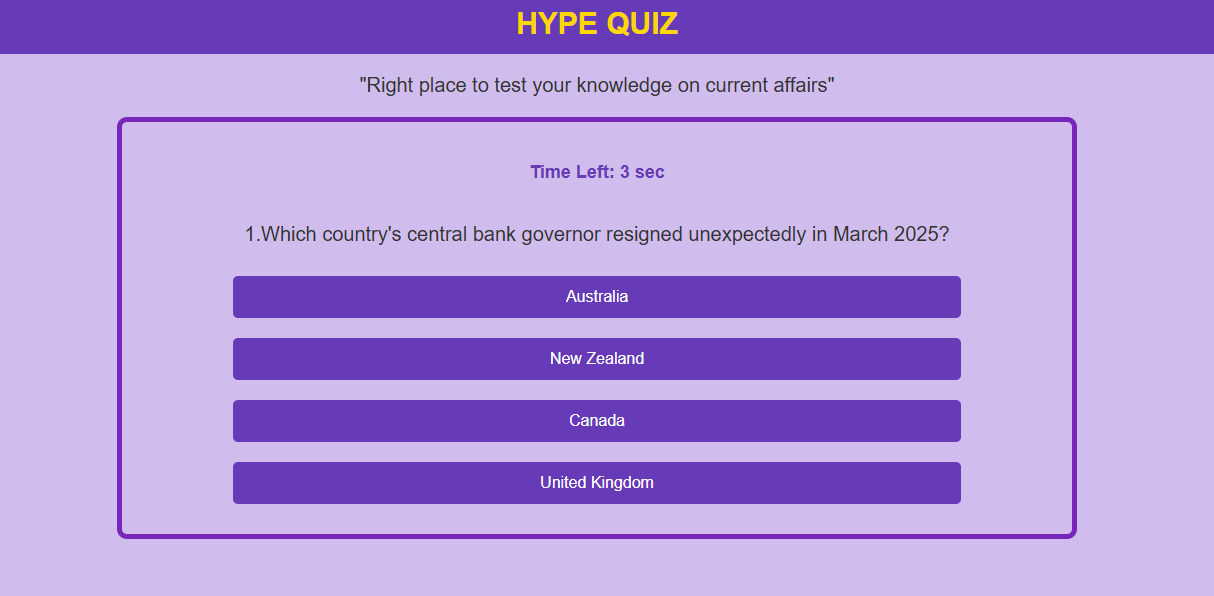 HYPE QUIZ
"Right place to test your knowledge on current affairs"
Time Left: 3 sec
1.Which country's central bank governor resigned unexpectedly in March 2025?
Australia
New Zealand
Canada
United Kingdom